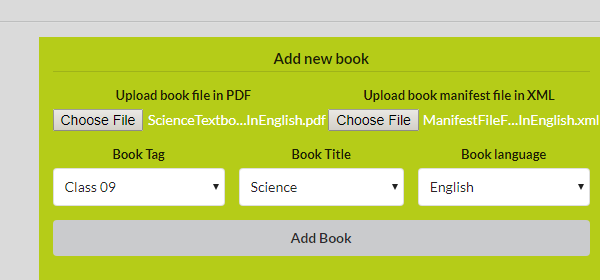 Add new book
Upload book file in PDF Upload book manifest file in XML
Choose File ScienceTextbo...InEnglish.pdf Choose File ManifestFileF...InEnglish.xml
Book Tag Book Title Book language
Class 09 Science English
Add Book